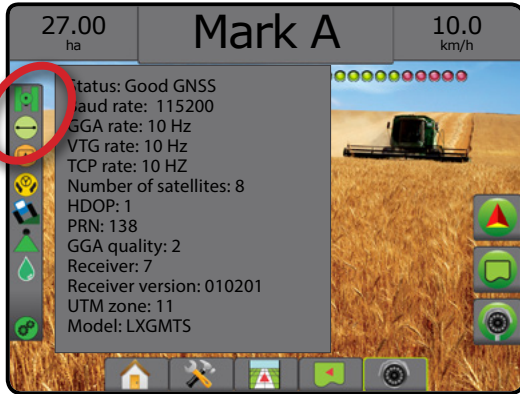 27.00
ha
Mark A
10.0
km/h
Status: Good GNSS
Baud rate: 115200
GGA rate: 10 Hz
VTG rate: 10 Hz
TCP rate: 10 HZ
Number of satellites: 8
HDOP: 1
PRN: 138
GGA quality: 2
Receiver: 7
Receiver version: 010201
UTM zone: 11
Model: LXGMTS